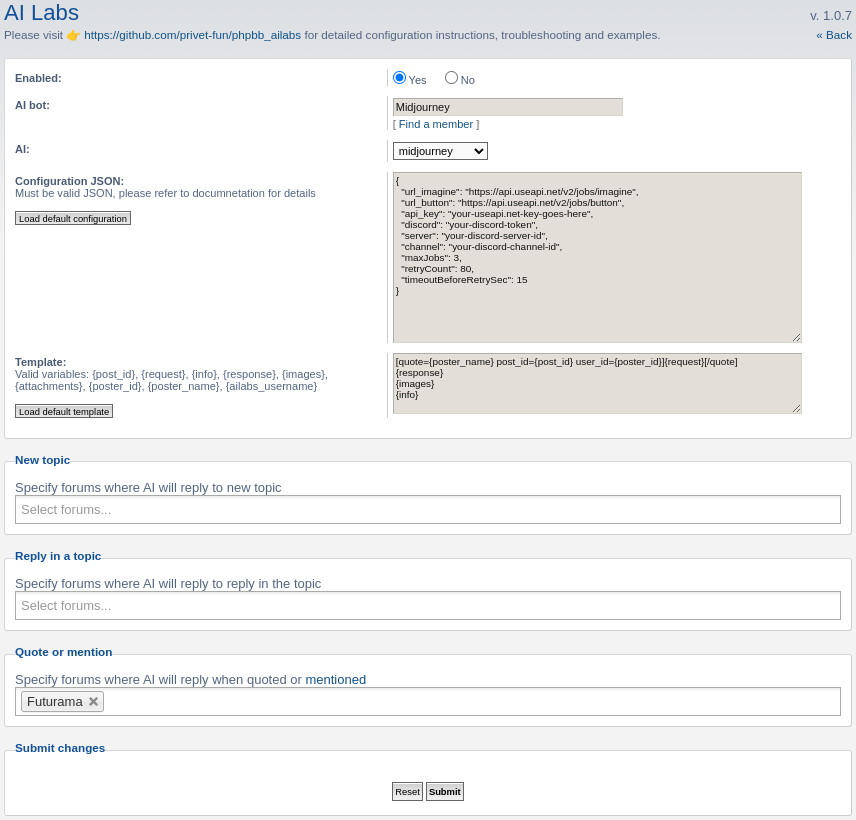 AI Labs
v. 1.0.7
Please visit 👉 https://github.com/privet-fun/phpbb_ailabs for detailed configuration instructions, troubleshooting and examples.
« Back
Enabled:
Yes No
AI bot:
Midjourney
[ Find a member ]
AI:
midjourney
Configuration JSON:
Must be valid JSON, please refer to documnetation for details
Load default configuration
{
"url_imagine": "https://api.useapi.net/v2/jobs/imagine",
"url_button": "https://api.useapi.net/v2/jobs/button",
"api_key": "your-useapi.net-key-goes-here",
"discord": "your-discord-token",
"server": "your-discord-server-id",
"channel": "your-discord-channel-id",
"maxJobs": 3,
"retryCount": 80,
"timeoutBeforeRetrySec": 15
}
Template:
Valid variables: {post_id}, {request}, {info}, {response}, {images},
{attachments}, {poster_id}, {poster_name}, {ailabs_username}
Load default template
[quote={poster_name} post_id={post_id} user_id={poster_id}]{request}[/quote]
{response}
{images}
{info}
New topic
Specify forums where AI will reply to new topic
Select forums...
Reply in a topic
Specify forums where AI will reply to reply in the topic
Select forums...
Quote or mention
Specify forums where AI will reply when quoted or mentioned
Futurama
Submit changes
Reset Submit